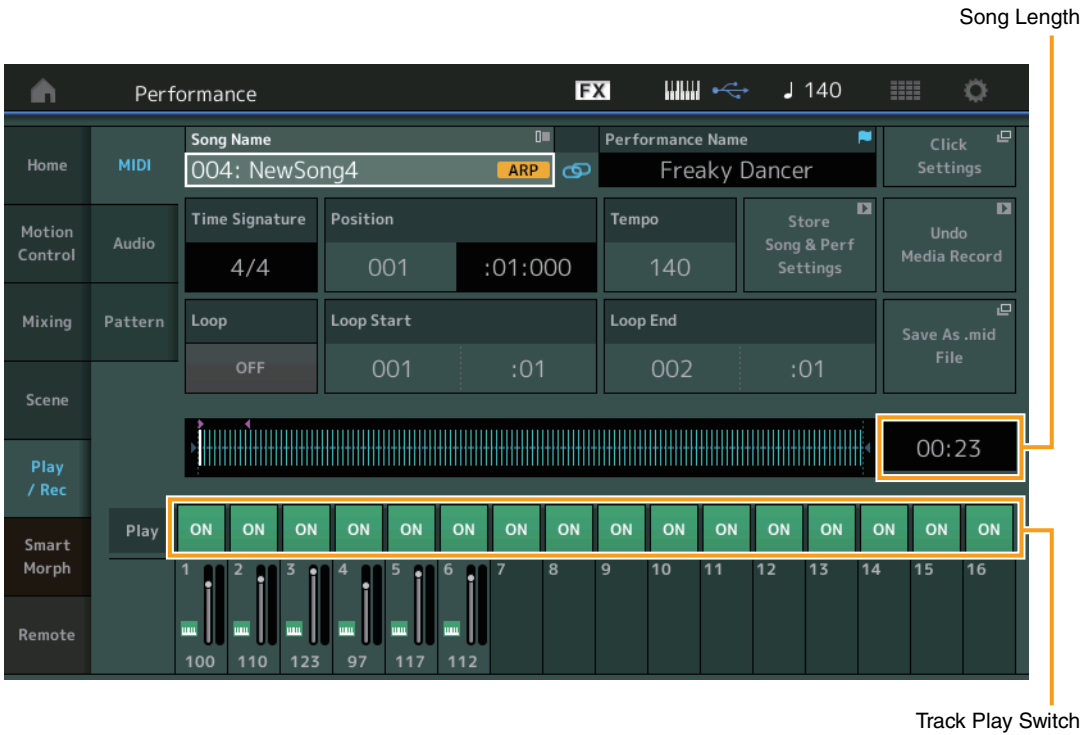 Song Length
Performance FX 140
Song Name
Performance Name
Click
Settings
Home
MIDI
004: NewSong4 ARP
Freaky Dancer
Motion
Control
Audio
Time Signature
Position
Tempo
Store
Song & Perf
Settings
Undo
Media Record
4/4
001 :01:000
140
Mixing
Pattern
Loop
Loop Start
Loop End
Save As .mid
File
OFF
001 :01
002 :01
Scene
00:23
Play
/ Rec
Play ON ON ON ON ON ON ON ON ON ON ON ON ON ON ON ON
Smart
Morph
1 2 3 4 5 6 7 8 9 10 11 12 13 14 15 16
Remote
100 110 123 97 117 112
Track Play Switch